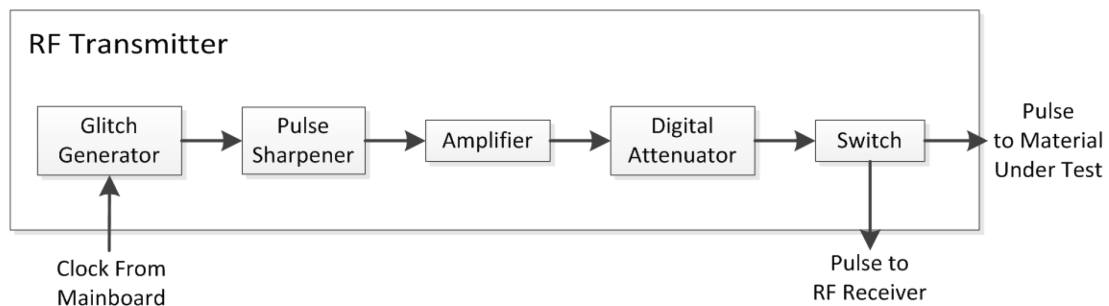 RF Transmitter
Glitch
Generator
Pulse
Sharpener
Amplifier
Digital
Attenuator
Switch
Pulse
to Material
Under Test
Clock From
Mainboard
Pulse to
RF Receiver